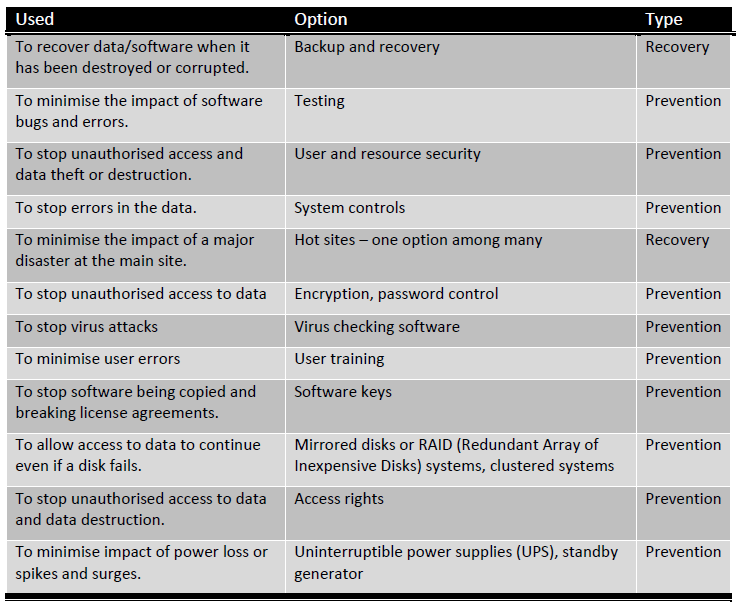 Used Option Type
To recover data/software when it Backup and recovery Recovery
has been destroyed or corrupted.
To minimise the impact of software Testing Prevention
bugs and errors.
To stop unauthorised access and User and resource security Prevention
data theft or destruction.
To stop errors in the data. System controls Prevention
To minimise the impact of a major Hot sites – one option among many Recovery
disaster at the main site.
To stop unauthorised access to data Encryption, password control Prevention
To stop virus attacks Virus checking software Prevention
To minimise user errors User training Prevention
To stop software being copied and Software keys Prevention
breaking license agreements.
To allow access to data to continue Mirrored disks or RAID (Redundant Array of Prevention
even if a disk fails. Inexpensive Disks) systems, clustered systems
To stop unauthorised access to data Access rights Prevention
and data destruction.
To minimise impact of power loss or Uninterruptible power supplies (UPS), standby Prevention
spikes and surges. generator